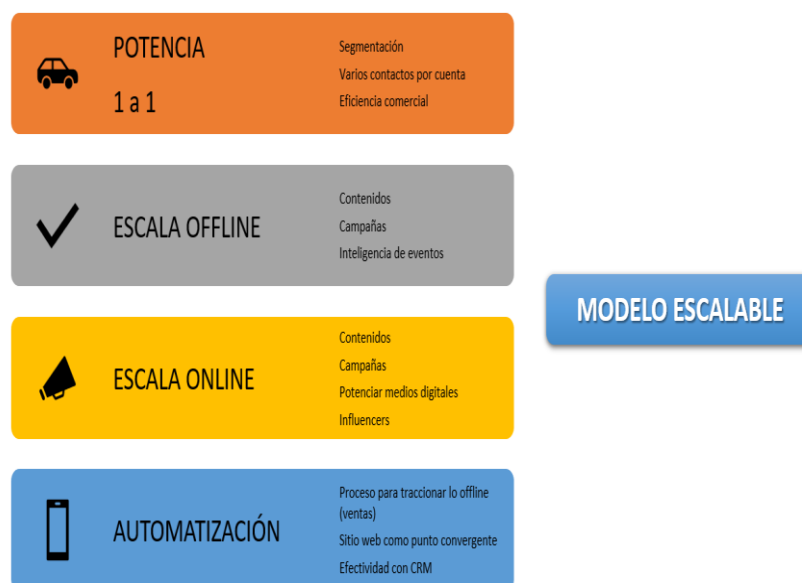 POTENCIA
1 a 1
Segmentación
Varios contactos por cuenta
Eficiencia comercial
ESCALA OFFLINE
Contenidos
Campañas
Inteligencia de eventos
ESCALA ONLINE
Contenidos
Campañas
Potenciar medios digitales
Influencers
AUTOMATIZACIÓN
Proceso para traccionar lo offline
(ventas)
Sitio web como punto convergente
Efectividad con CRM
MODELO ESCALABLE